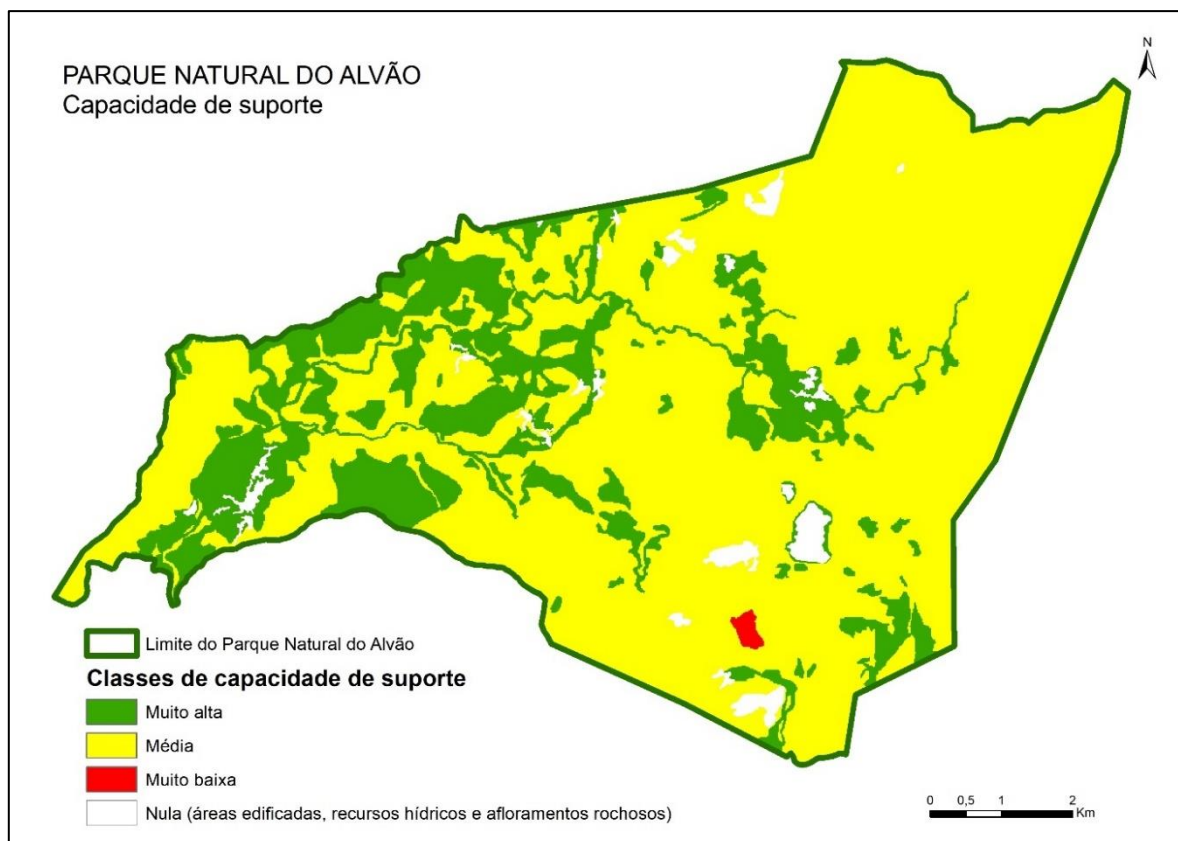 PARQUE NATURAL DO ALVÃO
Capacidade de suporte
N
Limite do Parque Natural do Alvão
Classes de capacidade de suporte
Muito alta
Média
Muito baixa
Nula (áreas edificadas, recursos hídricos e afloramentos rochosos)
0 0,5 1 2
Km